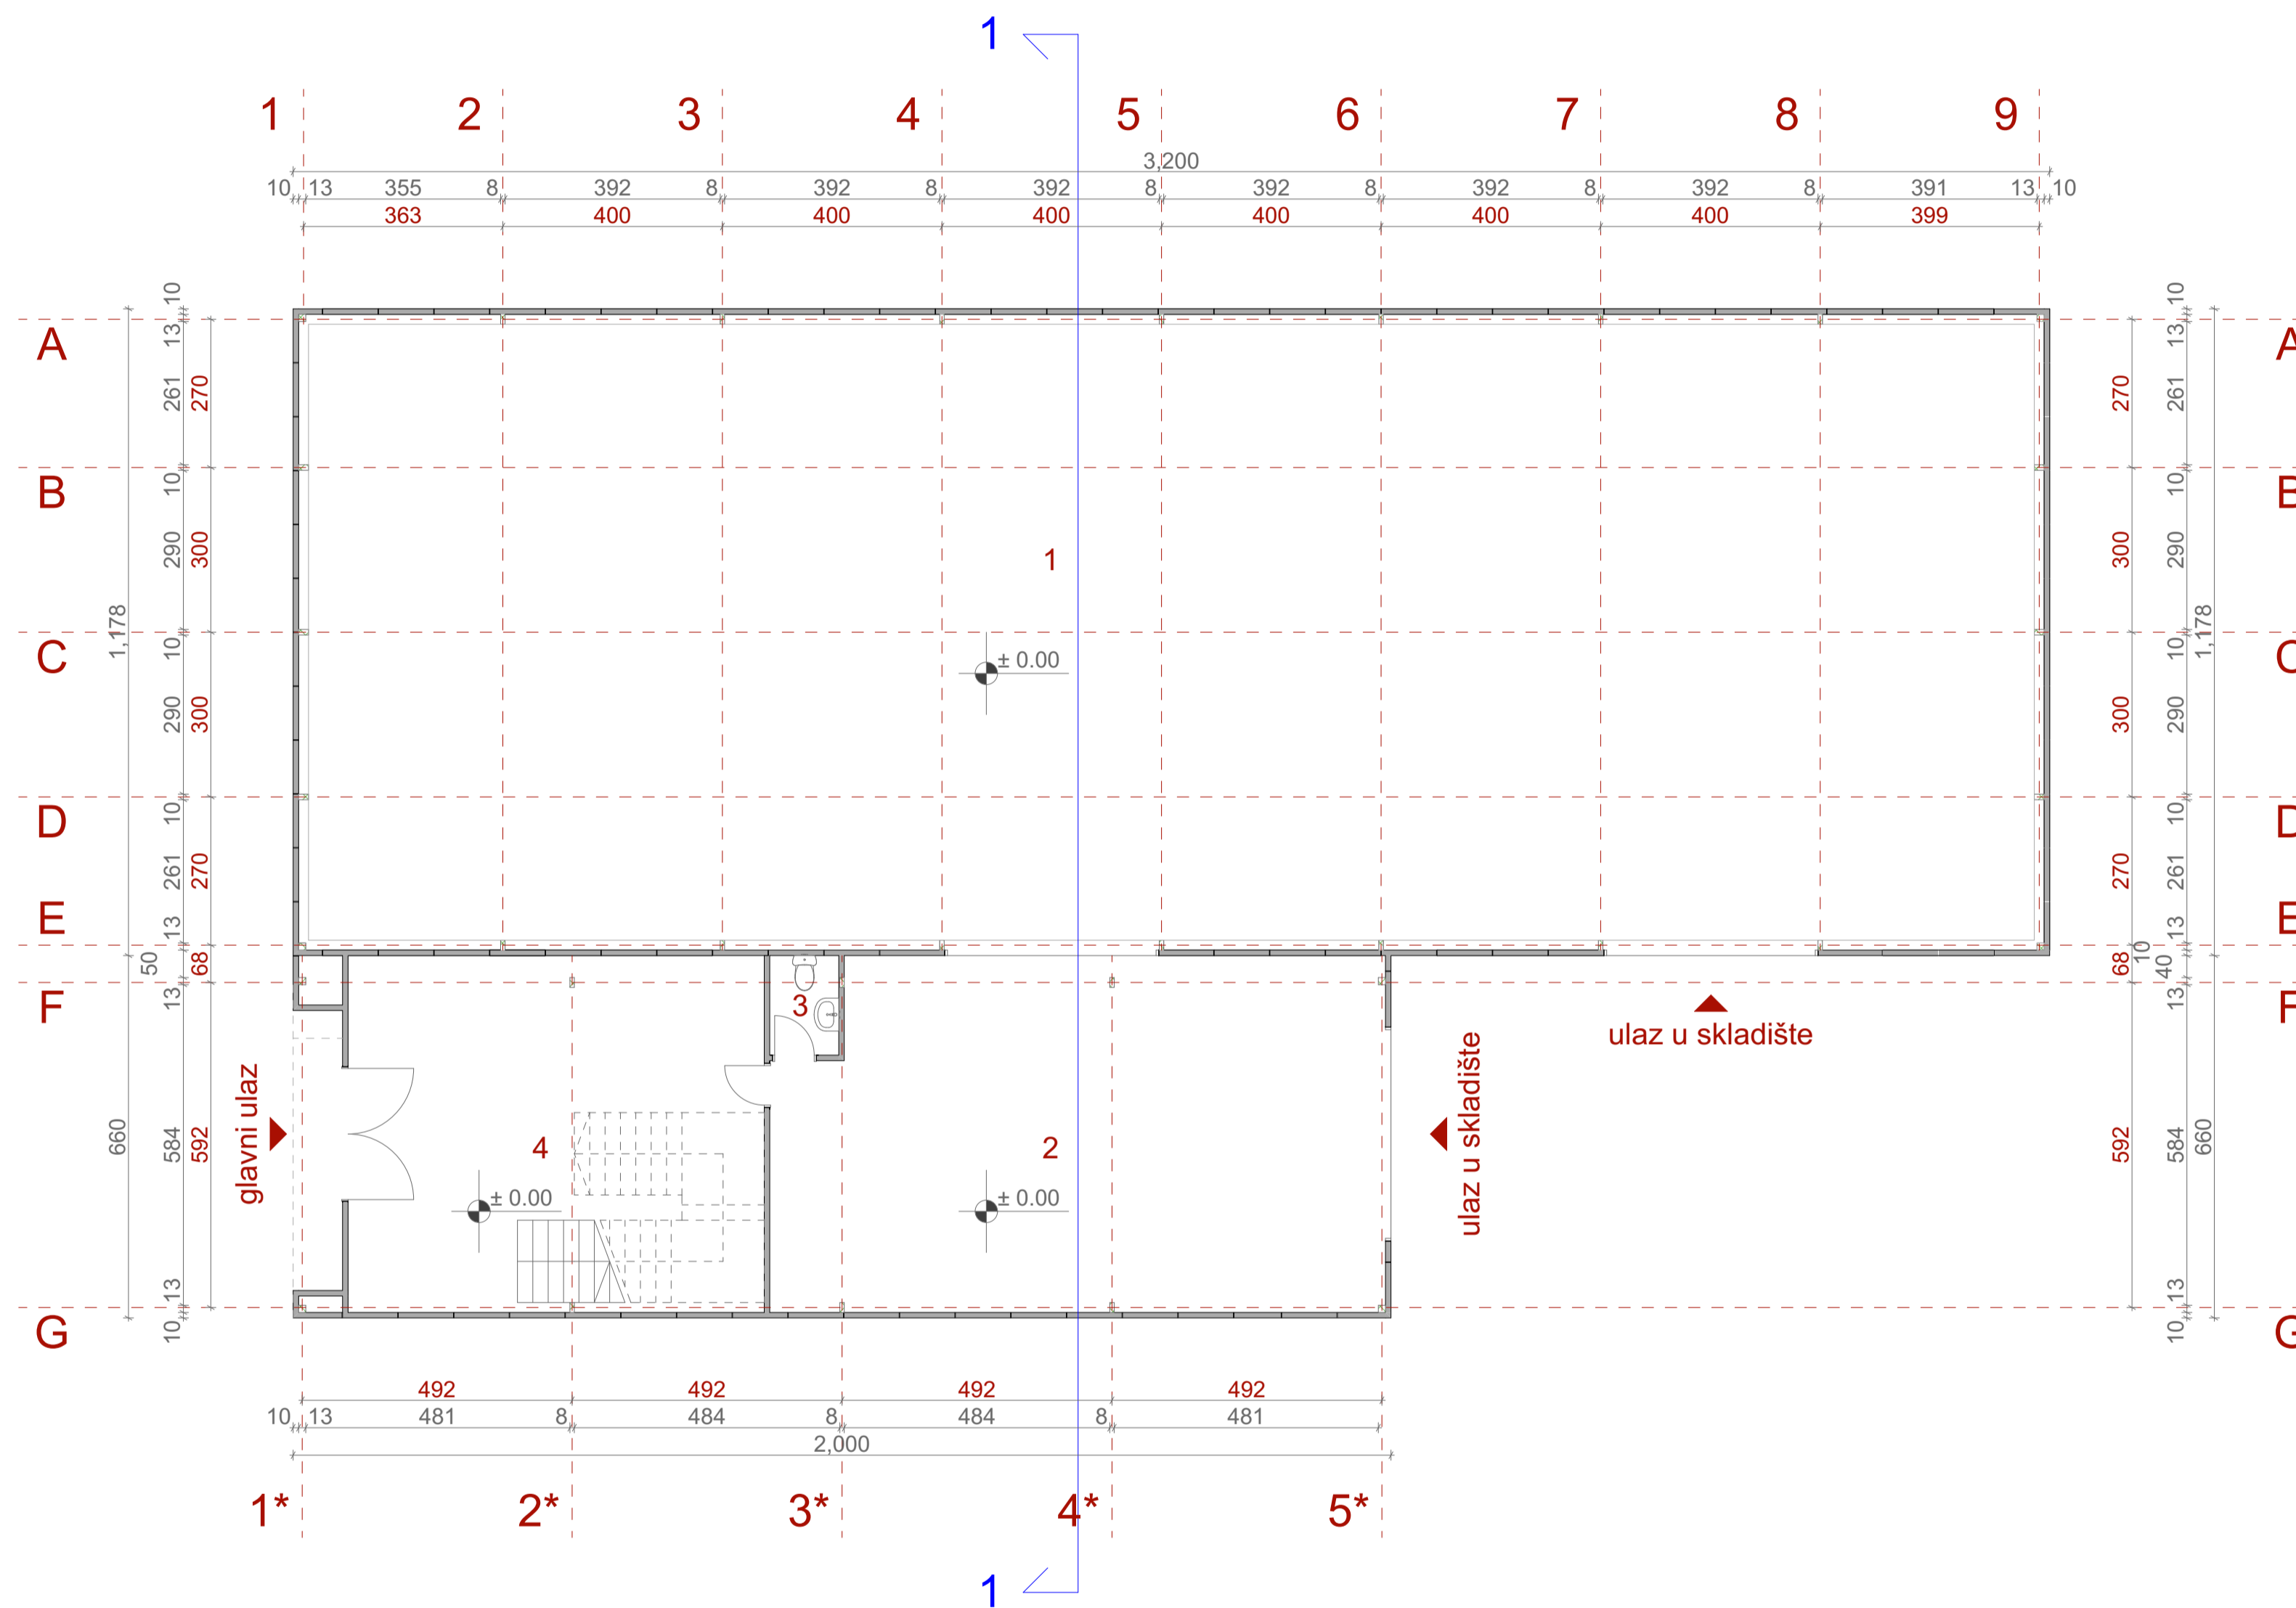 1
1 2 3 4 5 6 7 8 9
3,200
10 13 355 8 392 8 392 8 392 8 392 8 392 8 392 8 391 13 10
363 400 400 400 400 400 400 399
A
B
C
D
E
F
G
1,178
660
10 13 261 10 290 10 290 10 261 13 50 13 584 13 10
270 300 300 270 68 592
1
± 0.00
3
4
± 0.00
2
± 0.00
glavni ulaz
ulaz u skladište
ulaz u skladište
270 300 300 270 68 592
10 13 261 10 290 10 290 10 261 13 10 40 13 584 13 10
1,178
660
A
B
C
D
E
F
G
492 492 492 492
10 13 481 8 484 8 484 8 481
2,000
1* 2* 3* 4* 5*
1